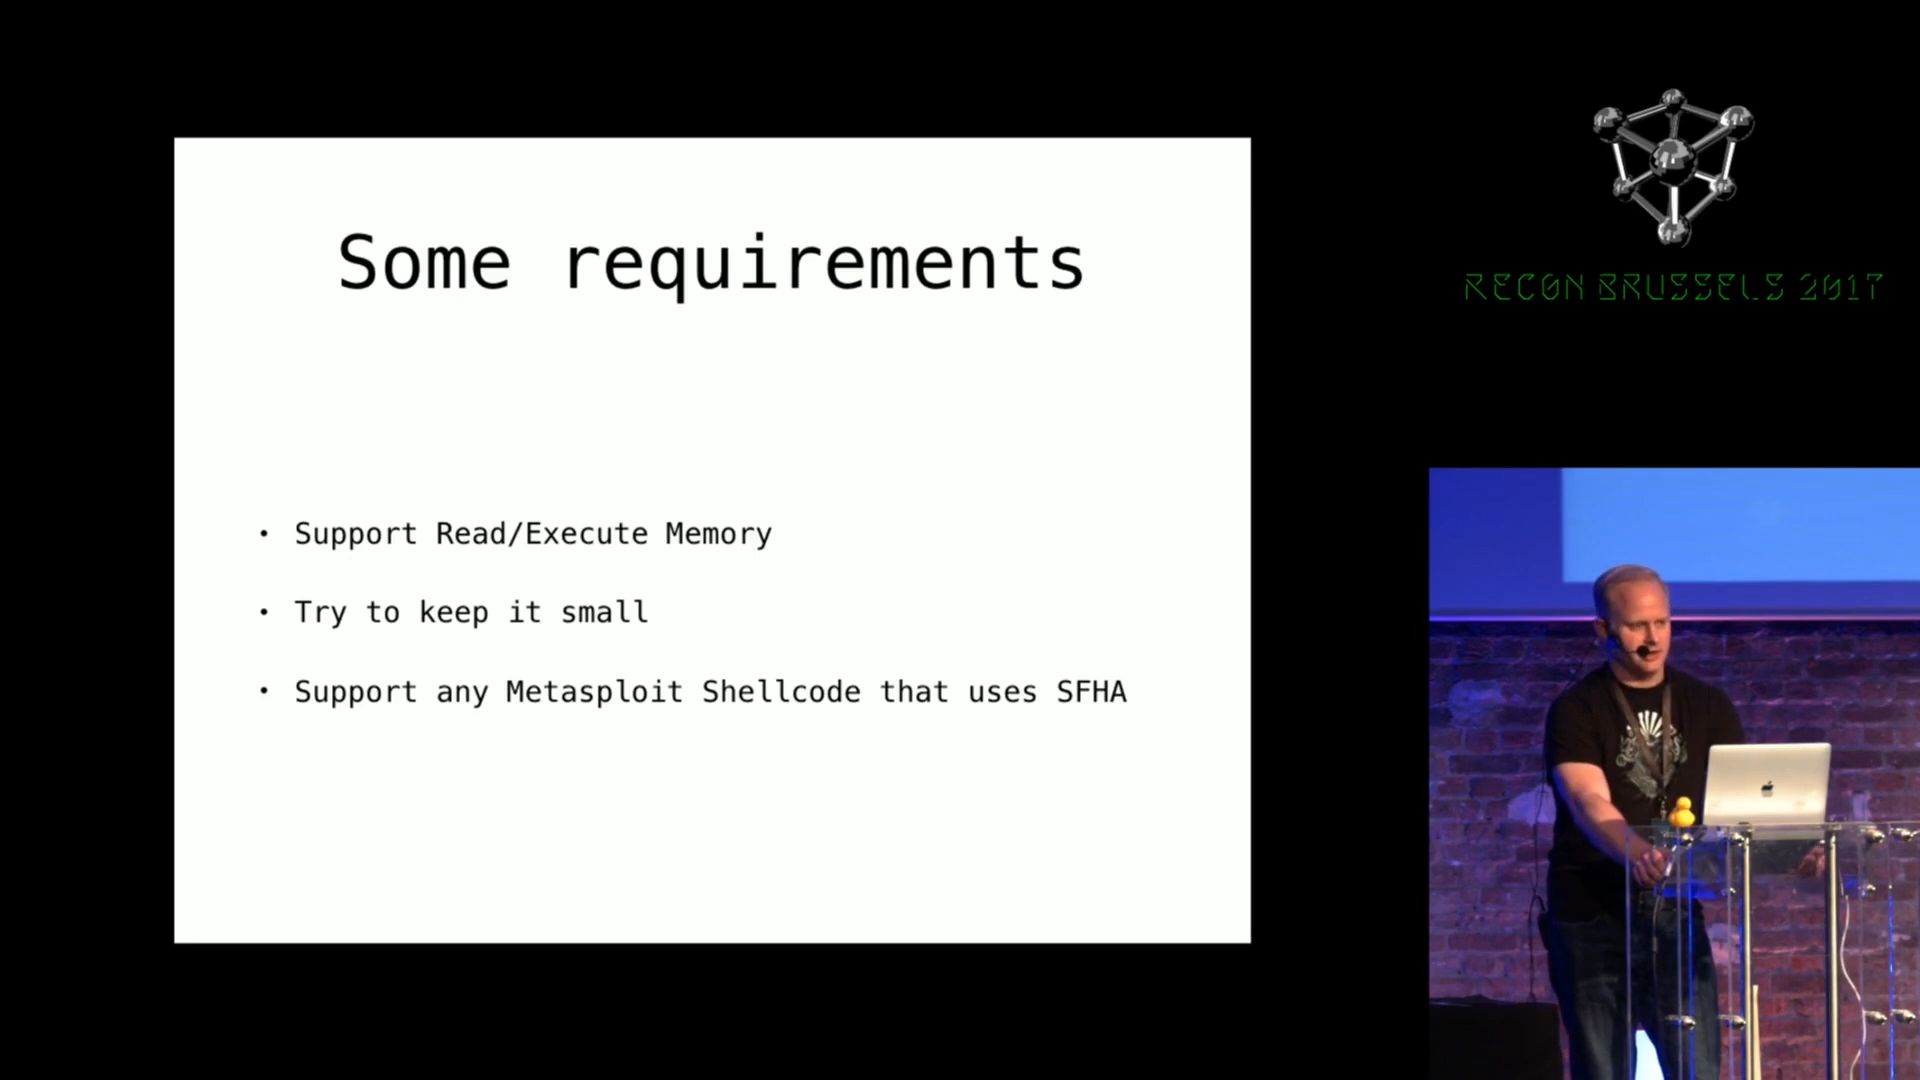 Some requirements
• Support Read/Execute Memory
• Try to keep it small
• Support any Metasploit Shellcode that uses SFHA
RECON BRUSSELS 2017